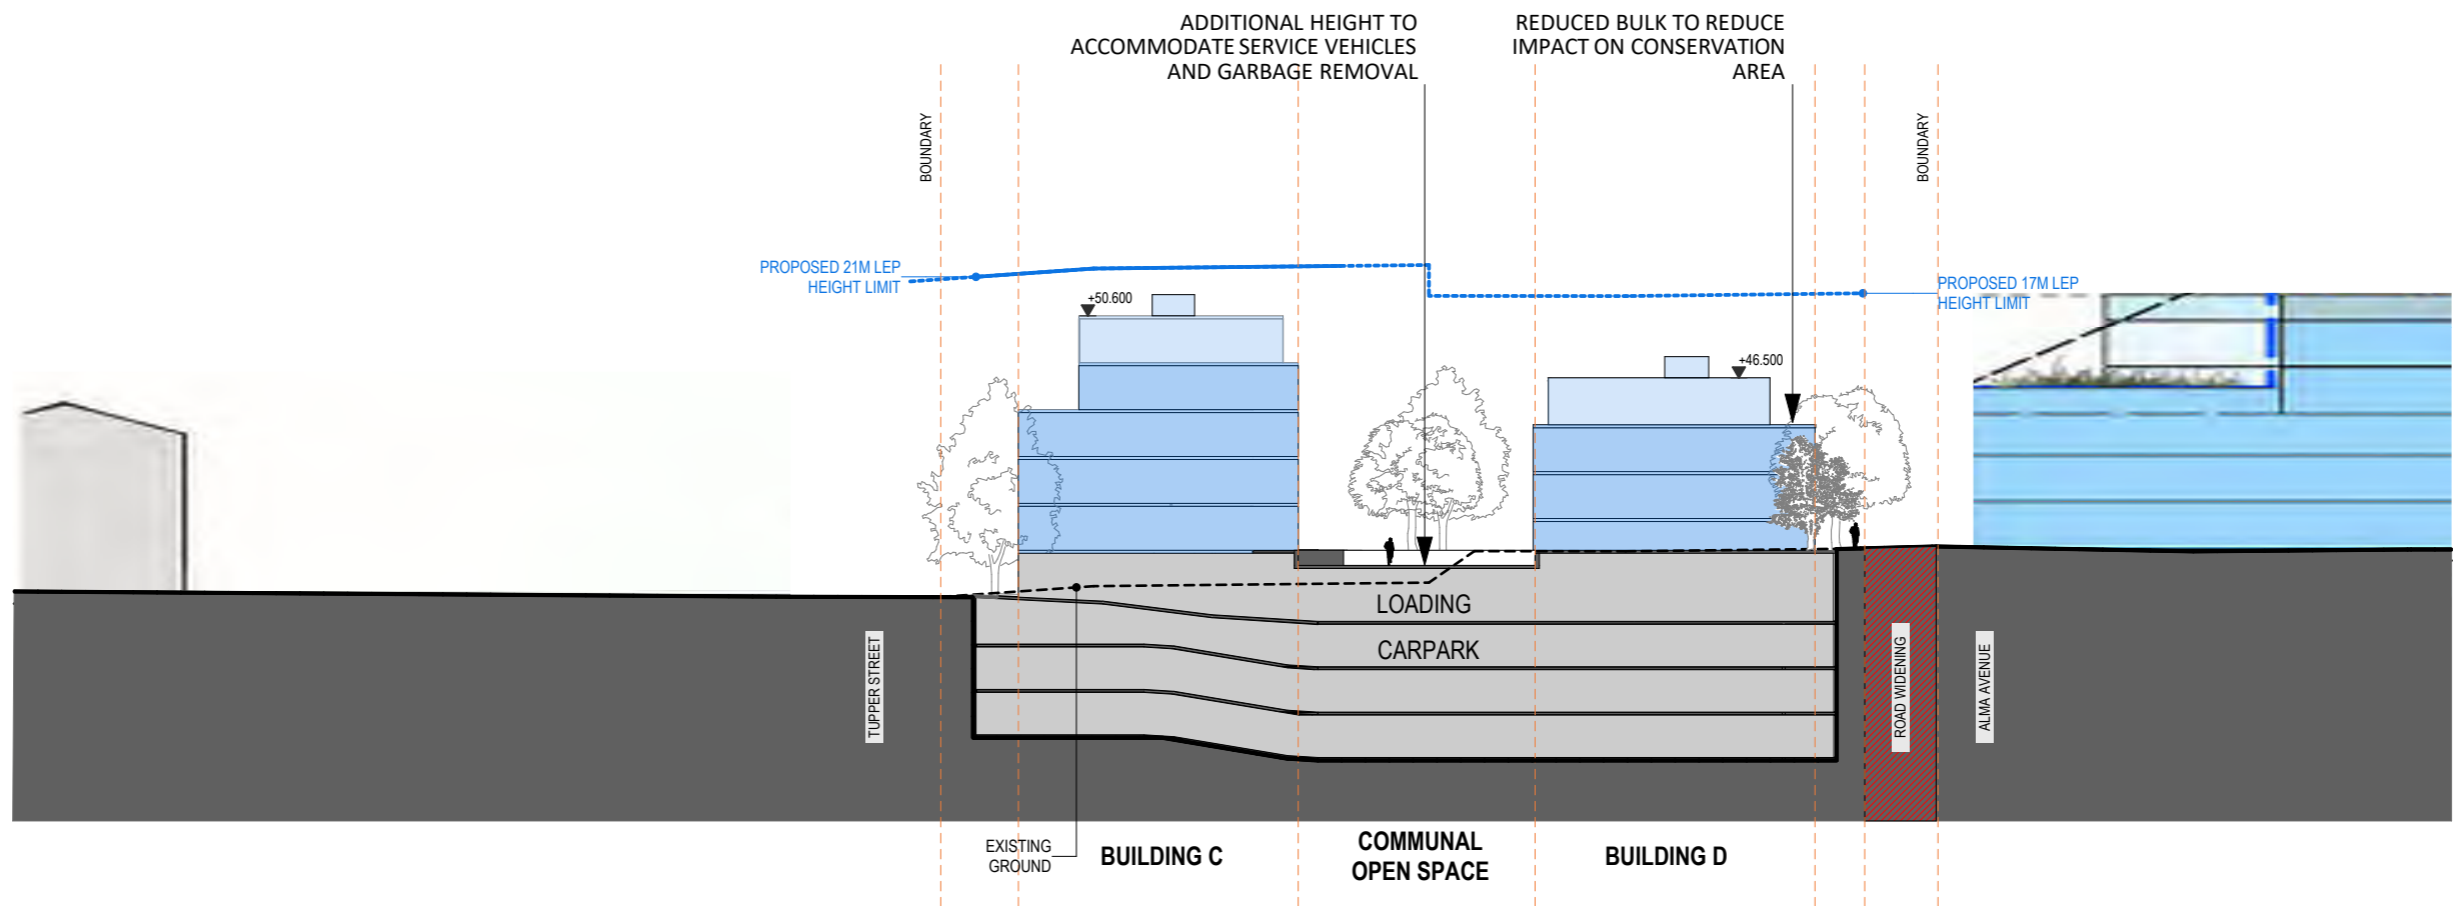 ADDITIONAL HEIGHT TO
ACCOMMODATE SERVICE VEHICLES
AND GARBAGE REMOVAL
REDUCED BULK TO REDUCE
IMPACT ON CONSERVATION
AREA
BOUNDARY
BOUNDARY
PROPOSED 21M LEP
HEIGHT LIMIT
+50.600
PROPOSED 17M LEP
HEIGHT LIMIT
+46.500
LOADING
CARPARK
TUPPER STREET
ROAD WIDENING
ALMA AVENUE
EXISTING
GROUND
BUILDING C
COMMUNAL
OPEN SPACE
BUILDING D